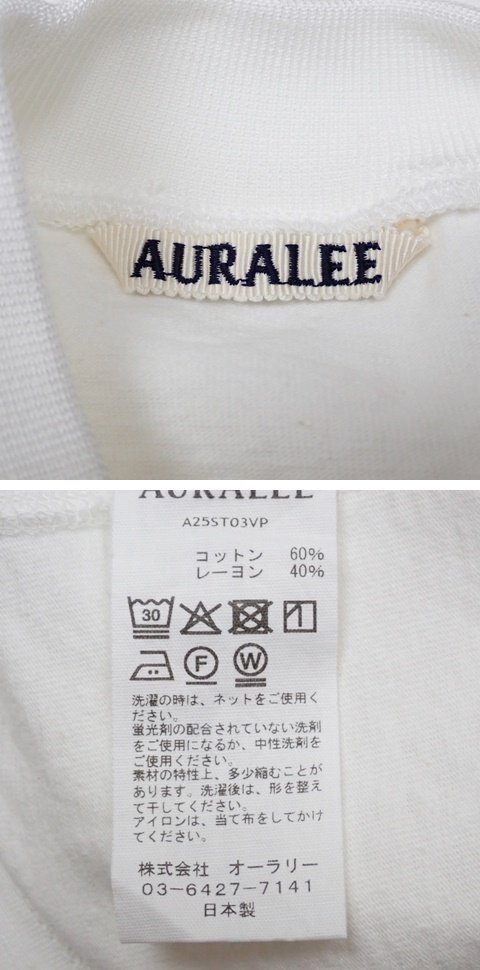 AURALEE
AURALEE
A25ST03VP
コットン 60%
レーヨン 40%
30
F W
洗濯の時は、ネットをご使用く
ださい。
蛍光剤の配合されていない洗剤
をご使用になるか、中性洗剤を
ご使用ください。
素材の特性上、多少縮むことが
あります。洗濯後は、形を整え
て干してください。
アイロンは、当て布をしてかけ
てください。
株式会社 オーラリー
03-6427-7141
日本製